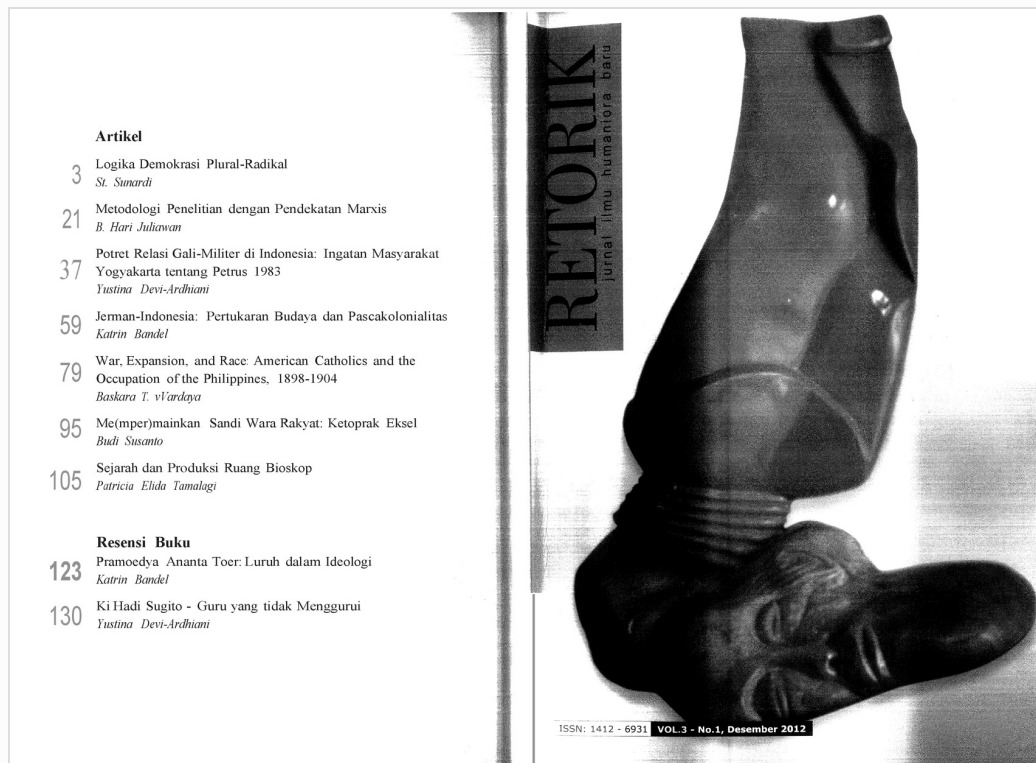 Artikel
3
Logika Demokrasi Plural-Radikal
St. Sunardi
21
Metodologi Penelitian dengan Pendekatan Marxis
B. Hari Juliawan
37
Potret Relasi Gali-Militer di Indonesia: Ingatan Masyarakat
Yogyakarta tentang Petrus 1983
Yustina Devi-Ardhiani
59
Jerman-Indonesia: Pertukaran Budaya dan Pascakolonialitas
Katrin Bandel
79
War, Expansion, and Race: American Catholics and the
Occupation of the Philippines, 1898-1904
Baskara T. vVardaya
95
Me(mper)mainkan Sandi Wara Rakyat: Ketoprak Eksel
Budi Susanto
105
Sejarah dan Produksi Ruang Bioskop
Patricia Elida Tamalagi
Resensi Buku
123
Pramoedya Ananta Toer: Luruh dalam Ideologi
Katrin Bandel
130
Ki Hadi Sugito - Guru yang tidak Menggurui
Yustina Devi-Ardhiani
RETORIK
jurnal ilmu humaniora baru
ISSN: 1412 - 6931 VOL.3 - No.1, Desember 2012